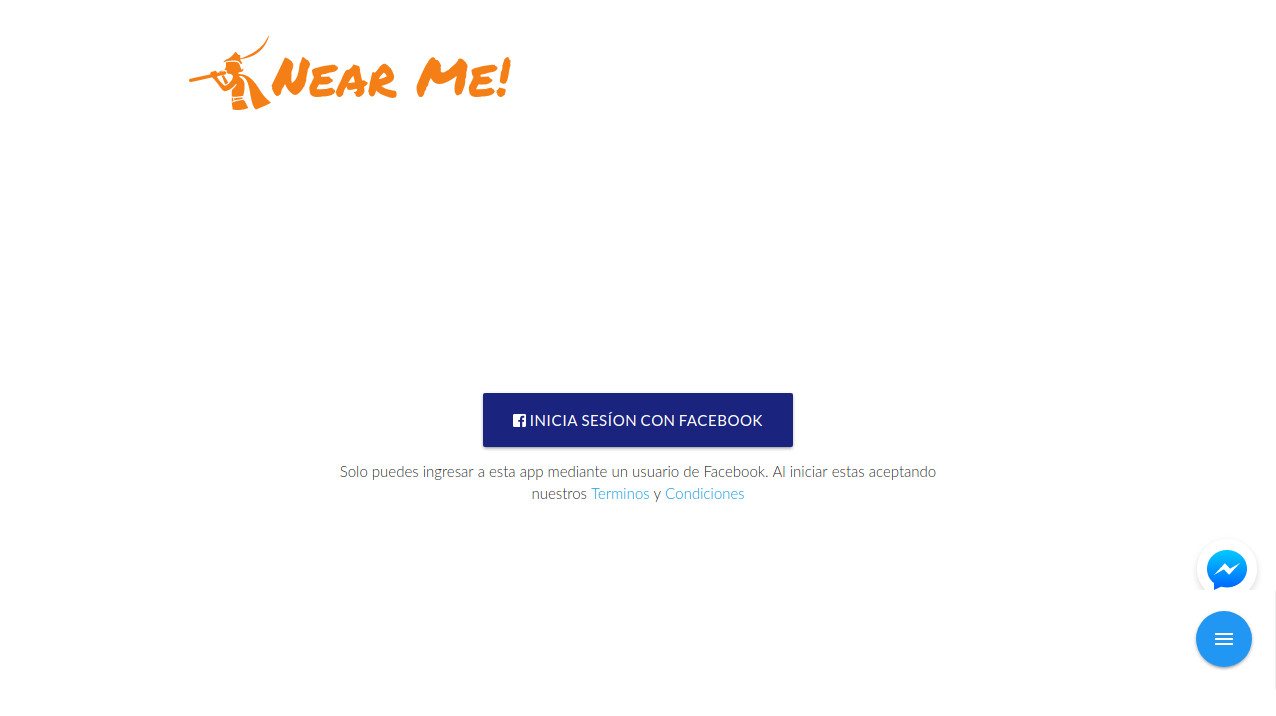 Near Me!
INICIA SESÍON CON FACEBOOK
Solo puedes ingresar a esta app mediante un usuario de Facebook. Al iniciar estas aceptando
nuestros Terminos y Condiciones